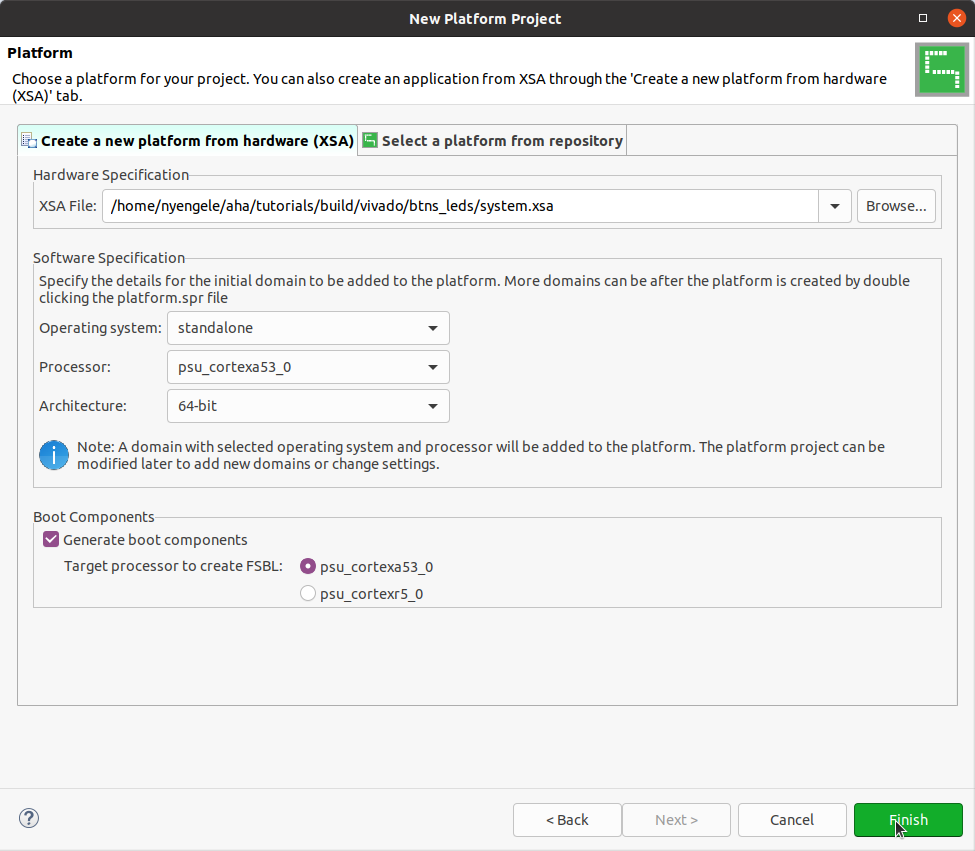 New Platform Project
Platform
Choose a platform for your project. You can also create an application from XSA through the 'Create a new platform from hardware
(XSA)' tab.
Create a new platform from hardware (XSA)
Select a platform from repository
Hardware Specification
XSA File: /home/nyengele/aha/tutorials/build/vivado/btns_leds/system.xsa Browse...
Software Specification
Specify the details for the initial domain to be added to the platform. More domains can be after the platform is created by double
clicking the platform.spr file
Operating system: standalone
Processor: psu_cortexa53_0
Architecture: 64-bit
i
Note: A domain with selected operating system and processor will be added to the platform. The platform project can be
modified later to add new domains or change settings.
Boot Components
Generate boot components
Target processor to create FSBL: psu_cortexa53_0
psu_cortexr5_0
? < Back Next > Cancel Finish